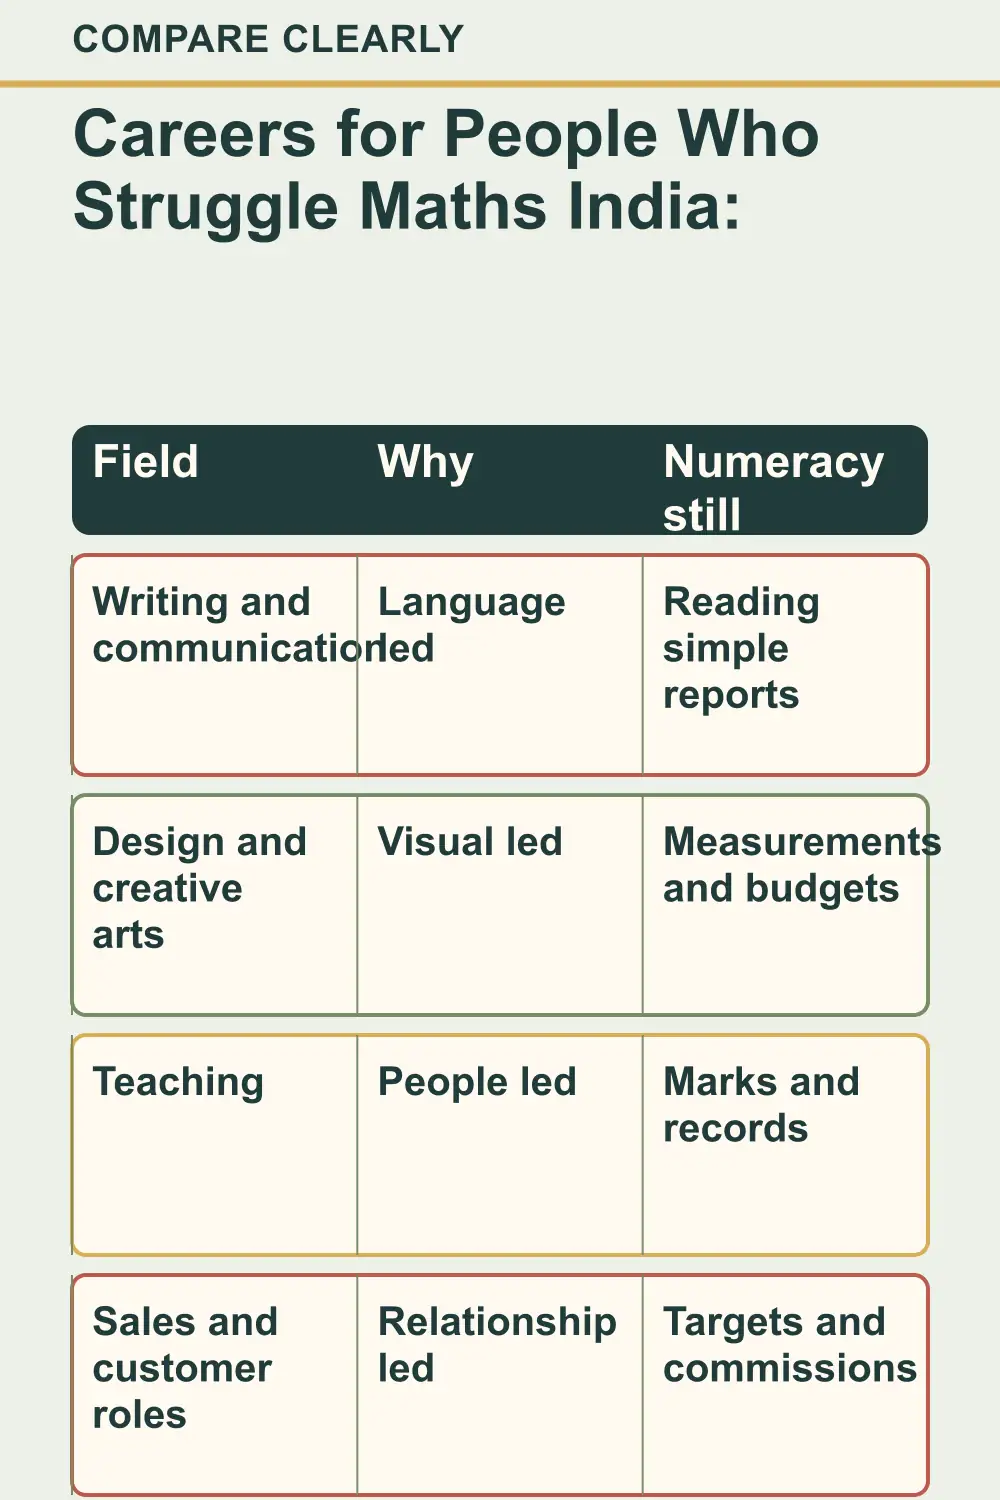 COMPARE CLEARLY
Careers for People Who
Struggle Maths India:
Field
Why
Numeracy
still
Writing and
communication
Language
led
Reading
simple
reports
Design and
creative
arts
Visual led
Measurements
and budgets
Teaching
People led
Marks and
records
Sales and
customer
roles
Relationship
led
Targets and
commissions